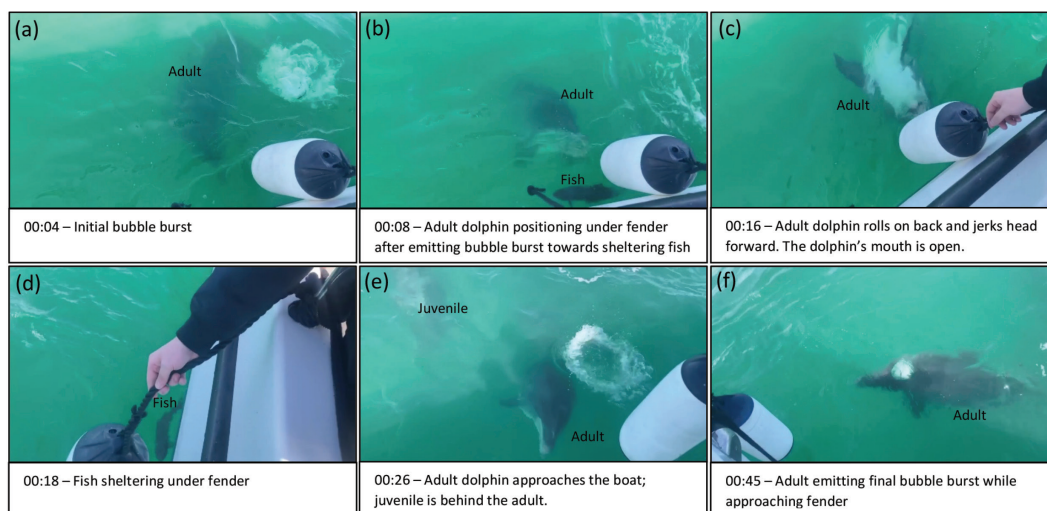 (a)
Adult
00:04 – Initial bubble burst
(b)
Adult
Fish
00:08 – Adult dolphin positioning under fender
after emitting bubble burst towards sheltering fish
(c)
Adult
00:16 – Adult dolphin rolls on back and jerks head
forward. The dolphin’s mouth is open.
(d)
Fish
00:18 – Fish sheltering under fender
(e)
Juvenile
Adult
00:26 – Adult dolphin approaches the boat;
juvenile is behind the adult.
(f)
Adult
00:45 – Adult emitting final bubble burst while
approaching fender